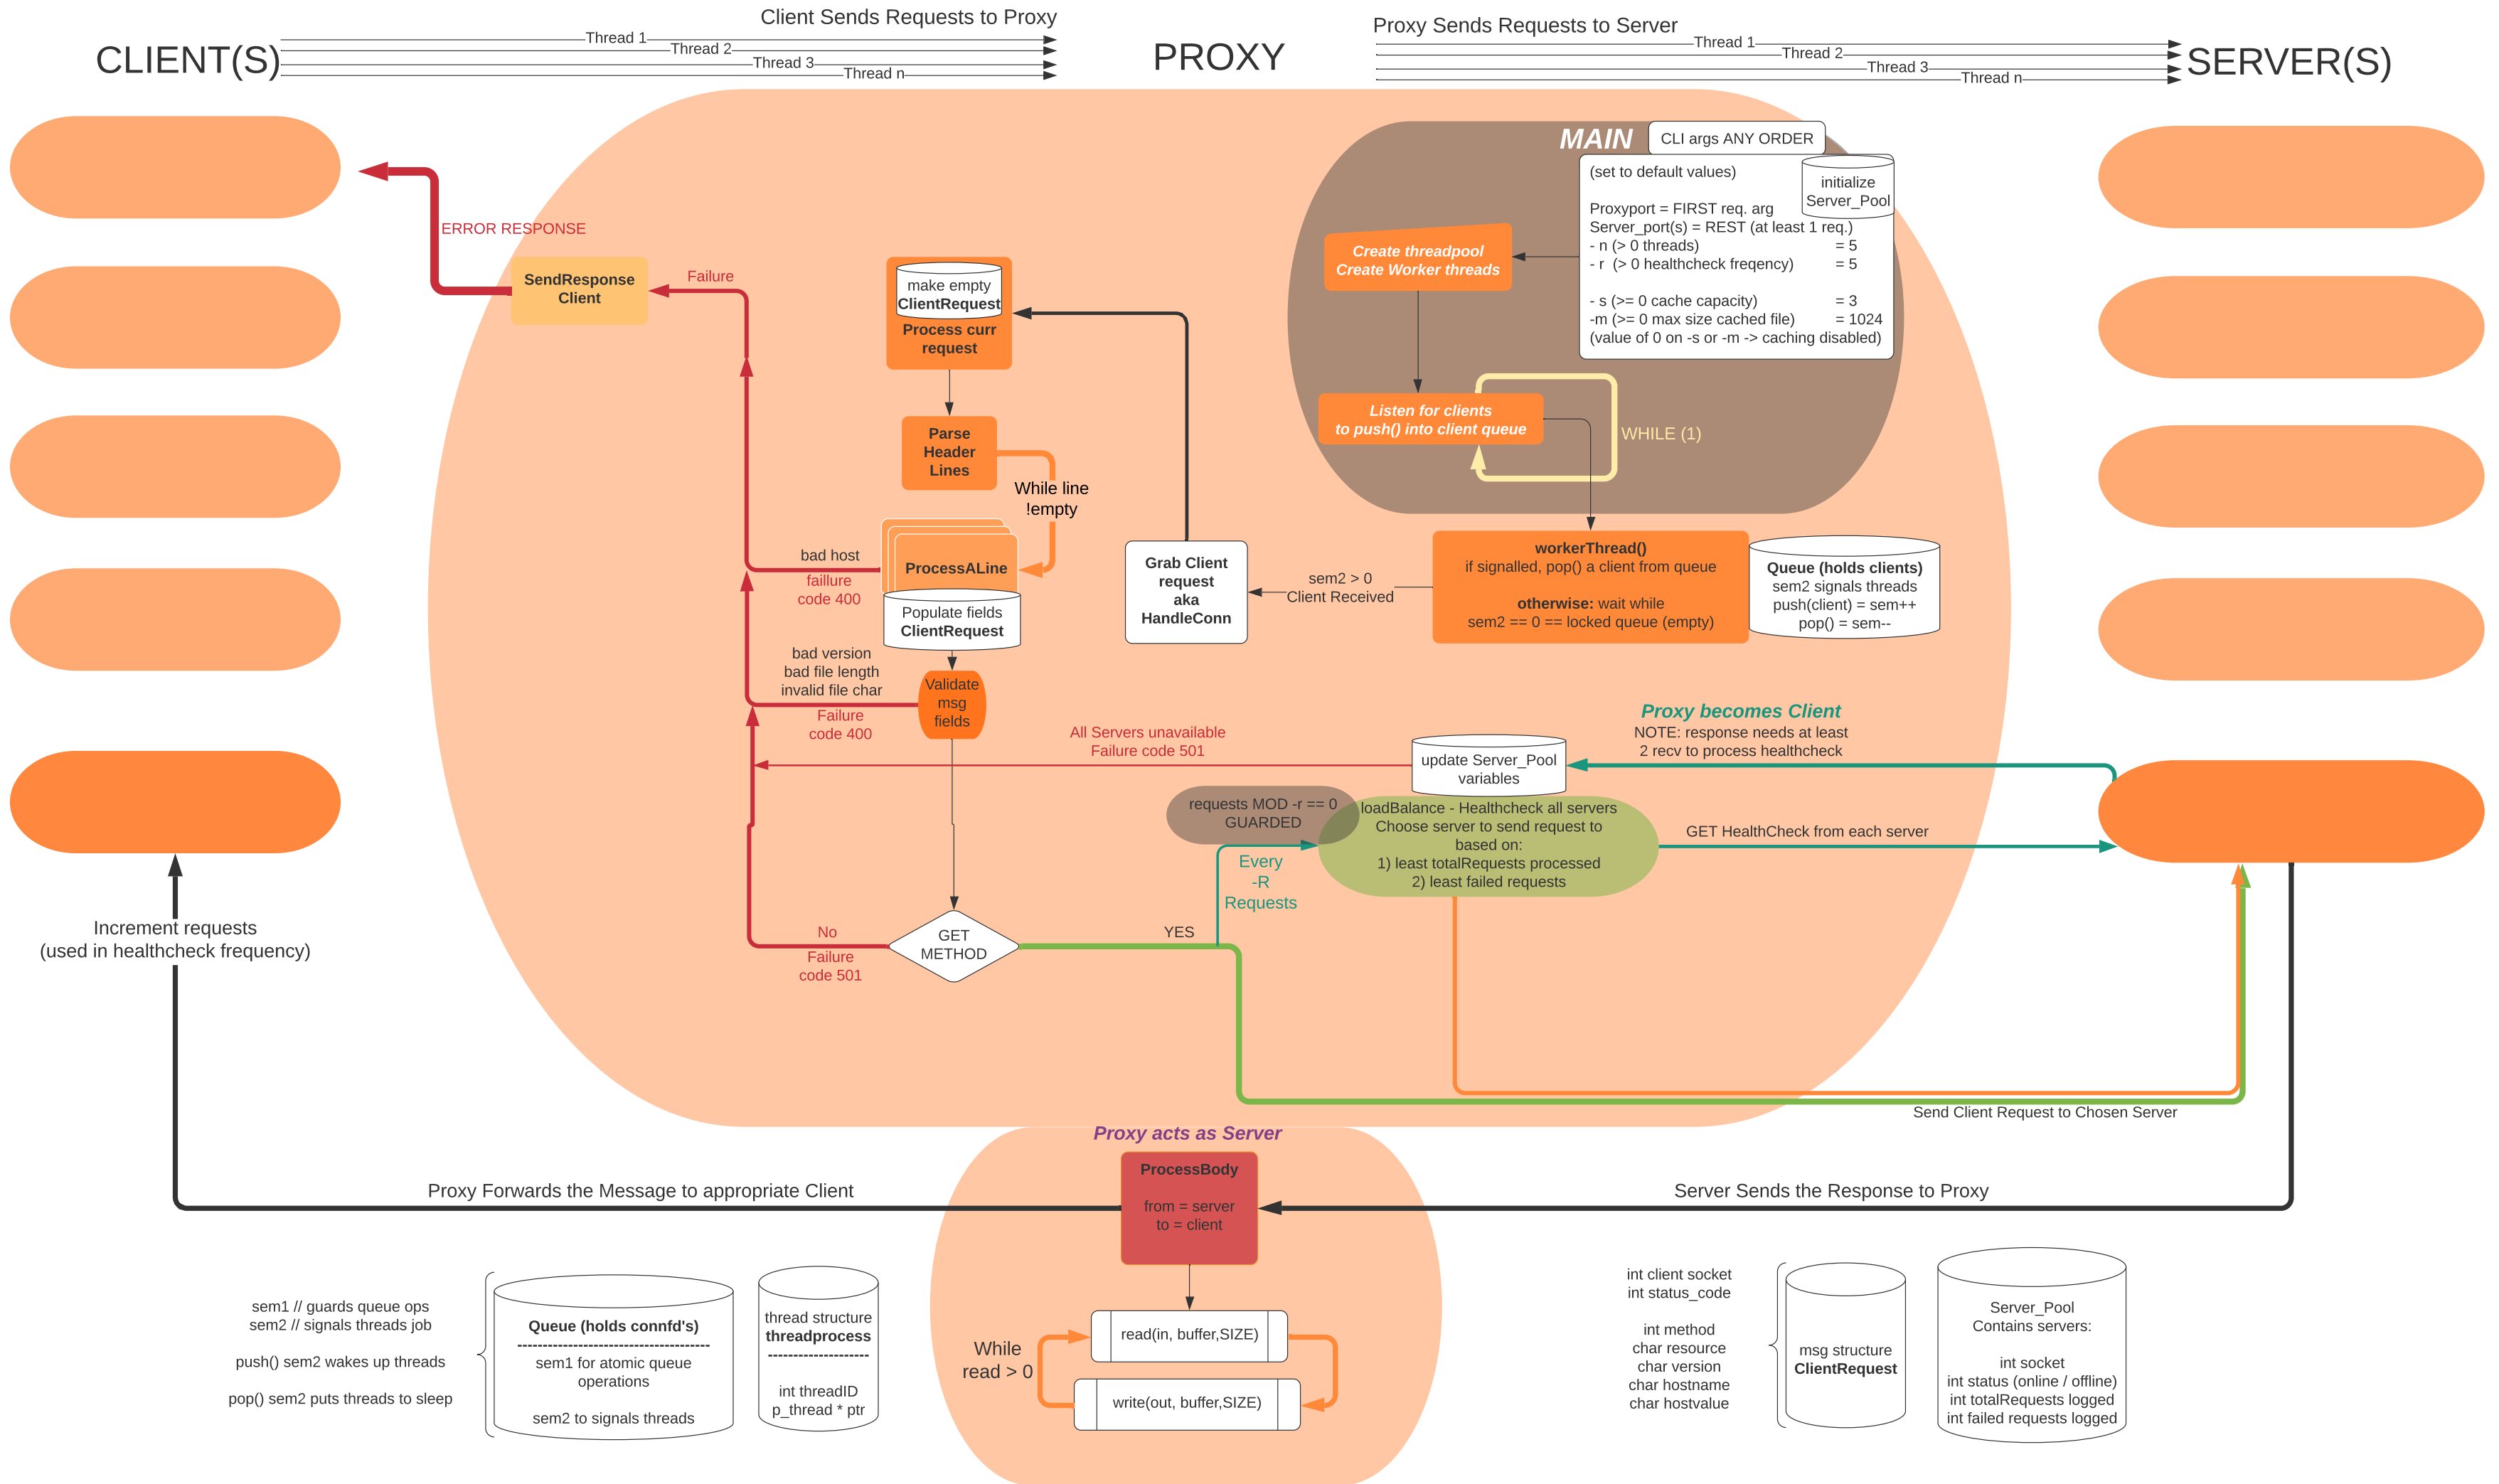 Client Sends Requests to Proxy
Proxy Sends Requests to Server
CLIENT(S)
Thread 1
Thread 2
Thread 3
Thread n
PROXY
Thread 1
Thread 2
Thread 3
Thread n
SERVER(S)
MAIN
CLI args ANY ORDER
(set to default values)
initialize
Server_Pool
Proxyport = FIRST req. arg
Server_port(s) = REST (at least 1 req.)
- n (> 0 threads) = 5
- r (> 0 healthcheck freqency) = 5
- s (>= 0 cache capacity) = 3
-m (>= 0 max size cached file) = 1024
(value of 0 on -s or -m -> caching disabled)
Create threadpool
Create Worker threads
Listen for clients
to push() into client queue
WHILE (1)
ERROR RESPONSE
SendResponse
Client
Failure
make empty
ClientRequest
Process curr
request
Parse
Header
Lines
While line
!empty
ProcessALine
bad host
faillure
code 400
Populate fields
ClientRequest
Grab Client
request
aka
HandleConn
sem2 > 0
Client Received
workerThread()
if signalled, pop() a client from queue
otherwise: wait while
sem2 == 0 == locked queue (empty)
Queue (holds clients)
sem2 signals threads
push(client) = sem++
pop() = sem--
bad version
bad file length
invalid file char
Failure
code 400
Validate
msg
fields
All Servers unavailable
Failure code 501
Proxy becomes Client
NOTE: response needs at least
2 recv to process healthcheck
update Server_Pool
variables
requests MOD -r == 0
GUARDED
loadBalance - Healthcheck all servers
Choose server to send request to
based on:
1) least totalRequests processed
2) least failed requests
GET HealthCheck from each server
Every
-R
Requests
Increment requests
(used in healthcheck frequency)
No
Failure
code 501
GET
METHOD
YES
Send Client Request to Chosen Server
Proxy acts as Server
ProcessBody
from = server
to = client
Proxy Forwards the Message to appropriate Client
Server Sends the Response to Proxy
While
read > 0
read(in, buffer,SIZE)
write(out, buffer,SIZE)
sem1 // guards queue ops
sem2 // signals threads job
push() sem2 wakes up threads
pop() sem2 puts threads to sleep
Queue (holds connfd's)
--------------------------------------
sem1 for atomic queue
operations
sem2 to signals threads
thread structure
threadprocess
--------------------
int threadID
p_thread * ptr
int client socket
int status_code
int method
char resource
char version
char hostname
char hostvalue
msg structure
ClientRequest
Server_Pool
Contains servers:
int socket
int status (online / offline)
int totalRequests logged
int failed requests logged